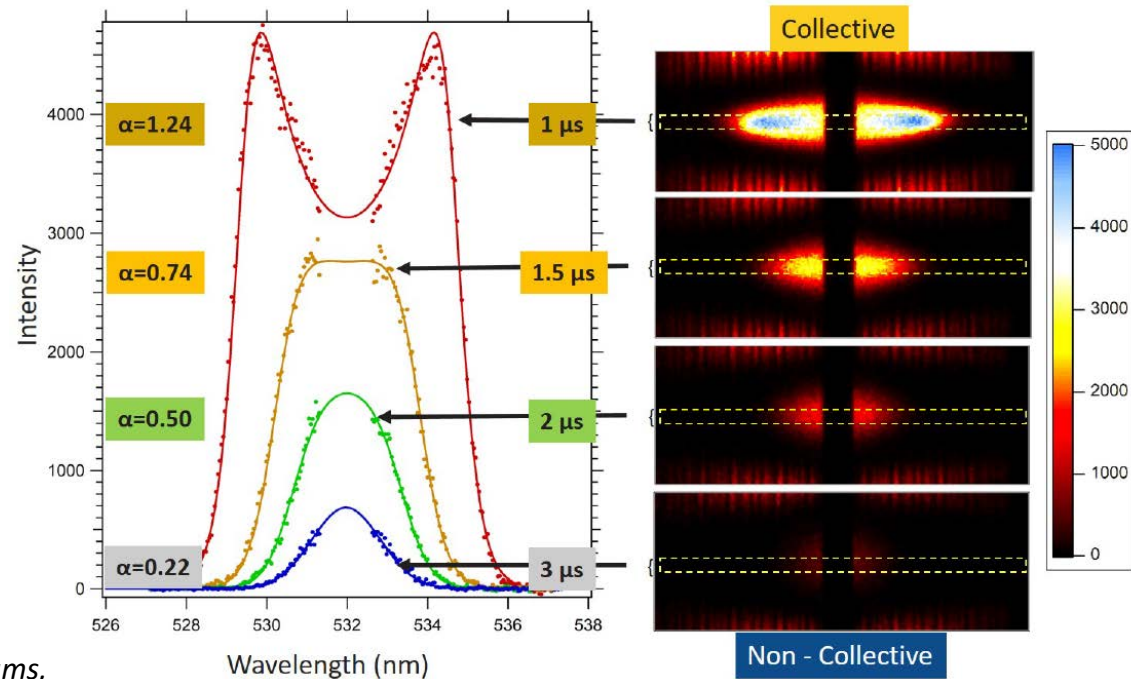 Collective
4000
3000
2000
1000
0
Intensity
α=1.24
α=0.74
α=0.50
α=0.22
1 µs
1.5 µs
2 µs
3 µs
526 528 530 532 534 536 538
Wavelength (nm)
{
{
{
{
5000
4000
3000
2000
1000
0
Non - Collective